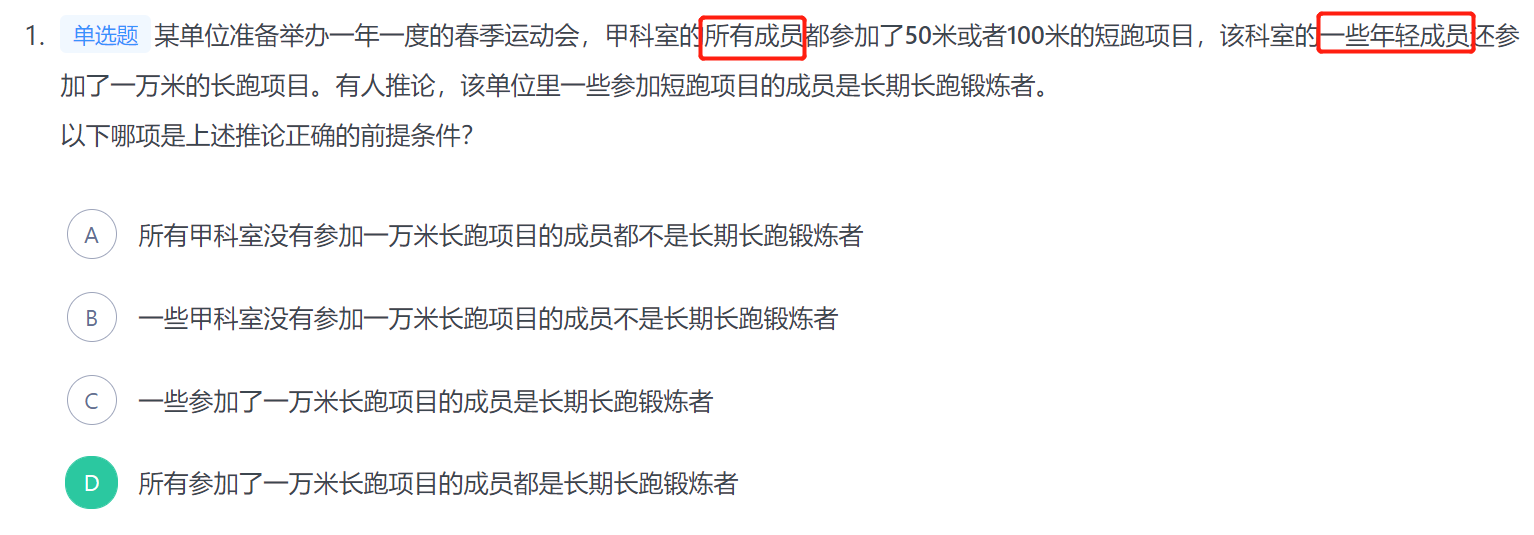 1. 单选题 某单位准备举办一年一度的春季运动会，甲科室的所有成员都参加了50米或者100米的短跑项目，该科室的一些年轻成员还参
加了一万米的长跑项目。有人推论，该单位里一些参加短跑项目的成员是长期长跑锻炼者。
以下哪项是上述推论正确的前提条件？
A 所有甲科室没有参加一万米长跑项目的成员都不是长期长跑锻炼者
B 一些甲科室没有参加一万米长跑项目的成员不是长期长跑锻炼者
C 一些参加了一万米长跑项目的成员是长期长跑锻炼者
D 所有参加了一万米长跑项目的成员都是长期长跑锻炼者